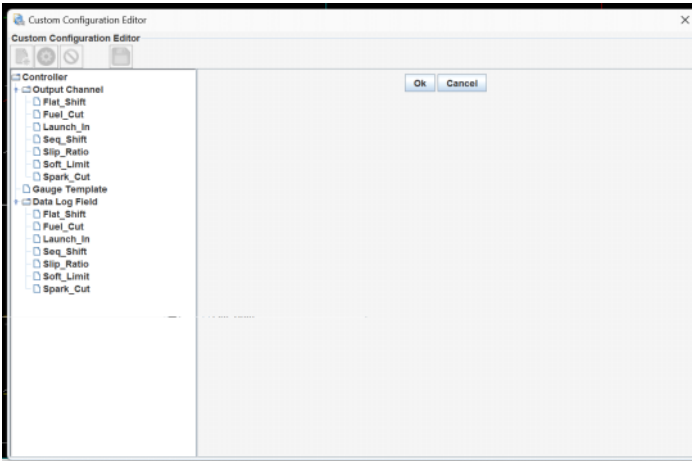 Custom Configuration Editor
Custom Configuration Editor
Ok Cancel
Controller
Output Channel
Flat_Shift
Fuel_Cut
Launch_In
Seq_Shift
Slip_Ratio
Soft_Limit
Spark_Cut
Gauge Template
Data Log Field
Flat_Shift
Fuel_Cut
Launch_In
Seq_Shift
Slip_Ratio
Soft_Limit
Spark_Cut